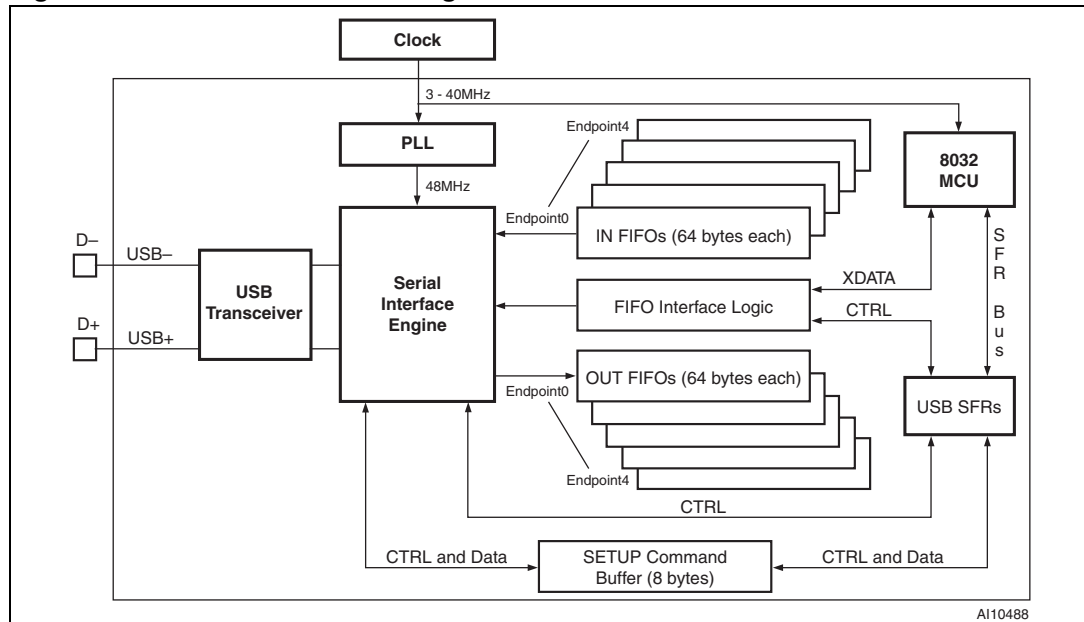 Clock
3 - 40MHz
PLL
48MHz
Endpoint4
Endpoint0
IN FIFOs (64 bytes each)
8032
MCU
D–
USB–
USB
Transceiver
D+
USB+
Serial
Interface
Engine
FIFO Interface Logic
XDATA
CTRL
SFR Bus
OUT FIFOs (64 bytes each)
Endpoint0
Endpoint4
USB SFRs
CTRL
CTRL and Data
SETUP Command
Buffer (8 bytes)
CTRL and Data
AI10488